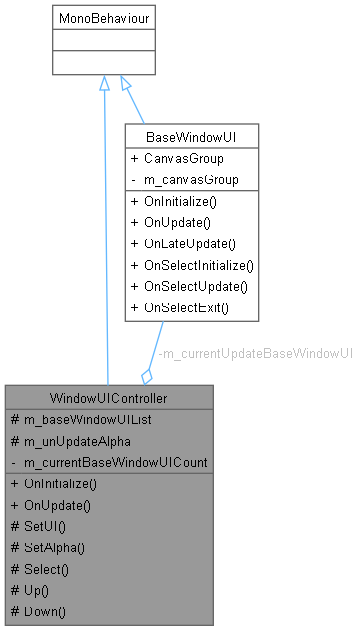 MonoBehaviour
BaseWindowUI
+ CanvasGroup
- m_canvasGroup
+ OnInitialize()
+ OnUpdate()
+ OnLateUpdate()
+ OnSelectInitialize()
+ OnSelectUpdate()
+ OnSelectExit()
-m_currentUpdateBaseWindowUI
WindowUIController
# m_baseWindowUIList
# m_unUpdateAlpha
- m_currentBaseWindowUICount
+ OnInitialize()
+ OnUpdate()
# SetUI()
# SetAlpha()
# Select()
# Up()
# Down()